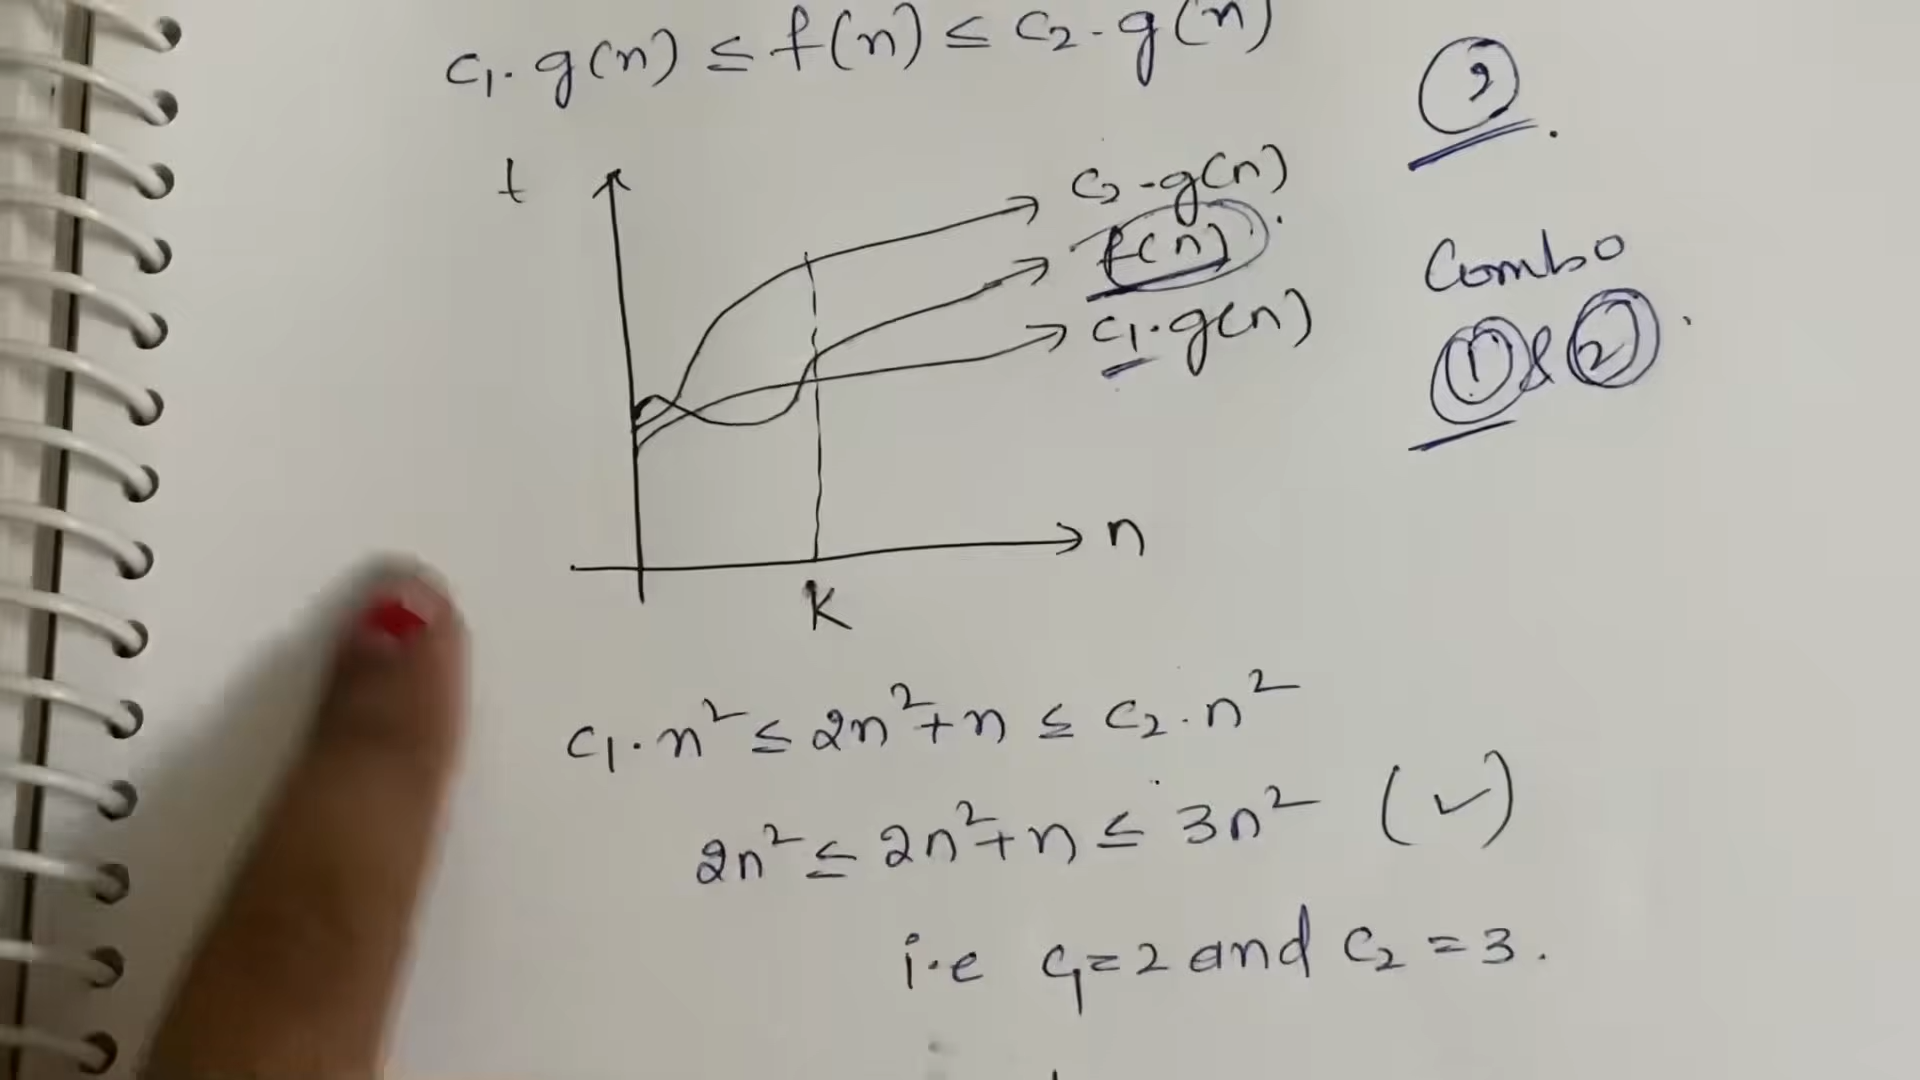 c₁. g(n) ≤ f(n) ≤ c₂ - g(n)
t
c₂ - g(n)
f(n)
c₁. g(n)
Combo
① & ②
n
K
c₁. n² ≤ 2n² + n ≤ c₂. n²
2n² ≤ 2n² + n ≤ 3n² (✓)
i.e c₁ = 2 and c₂ = 3.